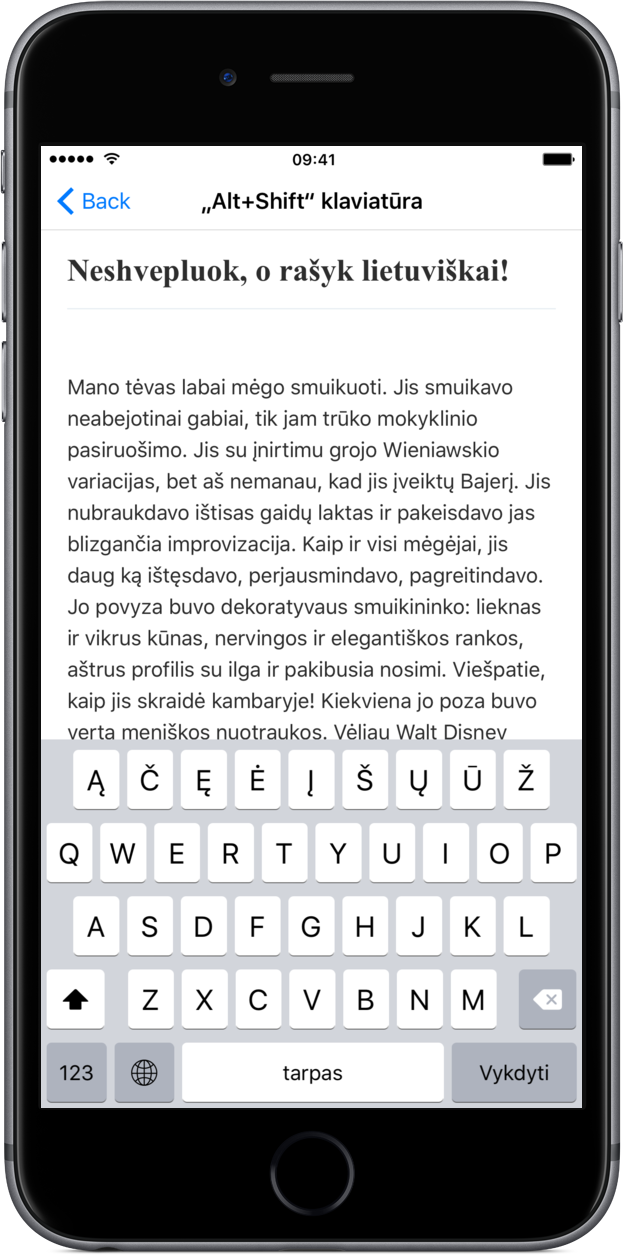 09:41
Back
„Alt+Shift“ klaviatūra
Neshvepluok, o rašyk lietuviškai!
Mano tėvas labai mėgo smuikuoti. Jis smuikavo
neabejotinai gabiai, tik jam trūko mokyklinio
pasiruošimo. Jis su įnirtimu grojo Wieniawskio
variacijas, bet aš nemanau, kad jis įveiktų Bajerį. Jis
nubraukdavo ištisas gaidų laktas ir pakeisdavo jas
blizgančia improvizacija. Kaip ir visi mėgėjai, jis
daug ką ištęsdavo, perjausmindavo, pagreitindavo.
Jo povyza buvo dekoratyvaus smuikininko: lieknas
ir vikrus kūnas, nervingos ir elegantiškos rankos,
aštrus profilis su ilga ir pakibusia nosimi. Viešpatie,
kaip jis skraidė kambaryje! Kiekviena jo poza buvo
verta meniškos nuotraukos. Vėliau Walt Disney
Ą Č Ę Ė Į Š Ų Ū Ž
Q W E R T Y U I O P
A S D F G H J K L
Z X C V B N M
123 tarpas Vykdyti